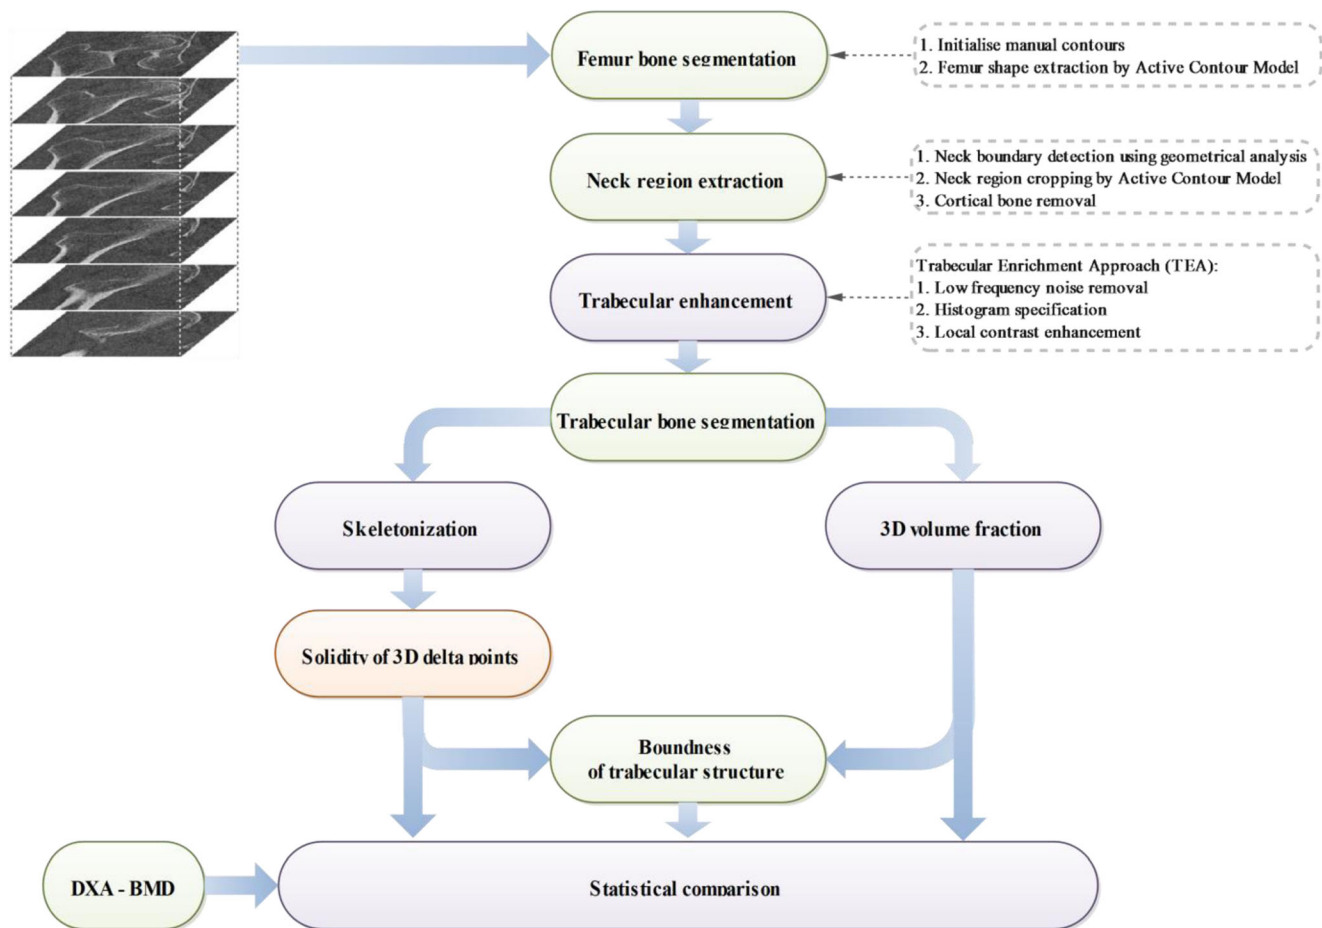 Femur bone segmentation
1. Initialise manual contours
2. Femur shape extraction by Active Contour Model
Neck region extraction
1. Neck boundary detection using geometrical analysis
2. Neck region cropping by Active Contour Model
3. Cortical bone removal
Trabecular enhancement
Trabecular Enrichment Approach (TEA):
1. Low frequency noise removal
2. Histogram specification
3. Local contrast enhancement
Trabecular bone segmentation
Skeletonization
3D volume fraction
Solidity of 3D delta points
Boundness
of trabecular structure
DXA - BMD
Statistical comparison